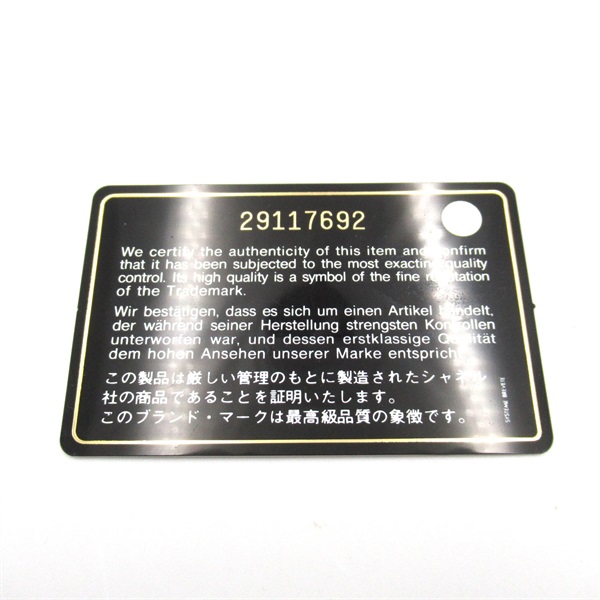 29117692
We certify the authenticity of this item and confirm
that it has been subjected to the most exacting quality
control. Its high quality is a symbol of the fine reputation
of the Trademark.
Wir bestätigen, dass es sich um einen Artikel handelt,
der während seiner Herstellung strengsten Kontrollen
unterworfen war, und dessen erstklassige Qualität
dem hohen Ansehen unserer Marke entspricht.
この製品は厳しい管理のもとに製造されたシャネル
社の商品であることを証明いたします。
このブランド・マークは最高級品質の象徴です。
SYSTEME BREVETE